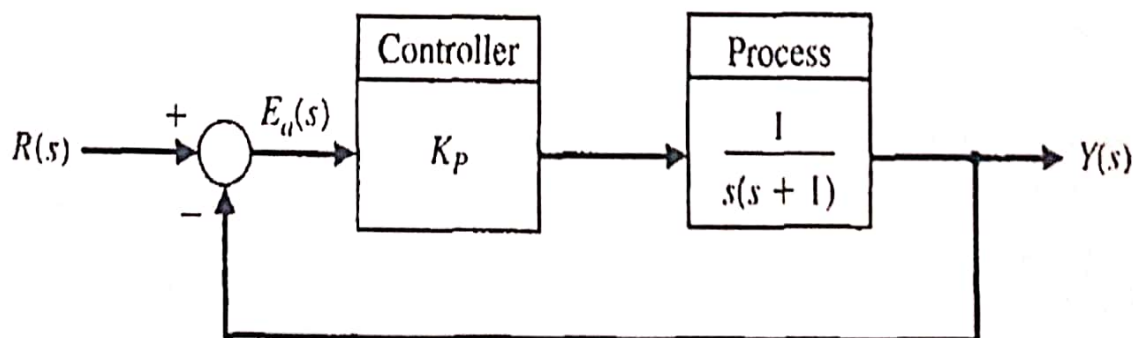 Controller
Process
+
E_a(s)
R(s)
K_P
1
s(s + 1)
Y(s)
−